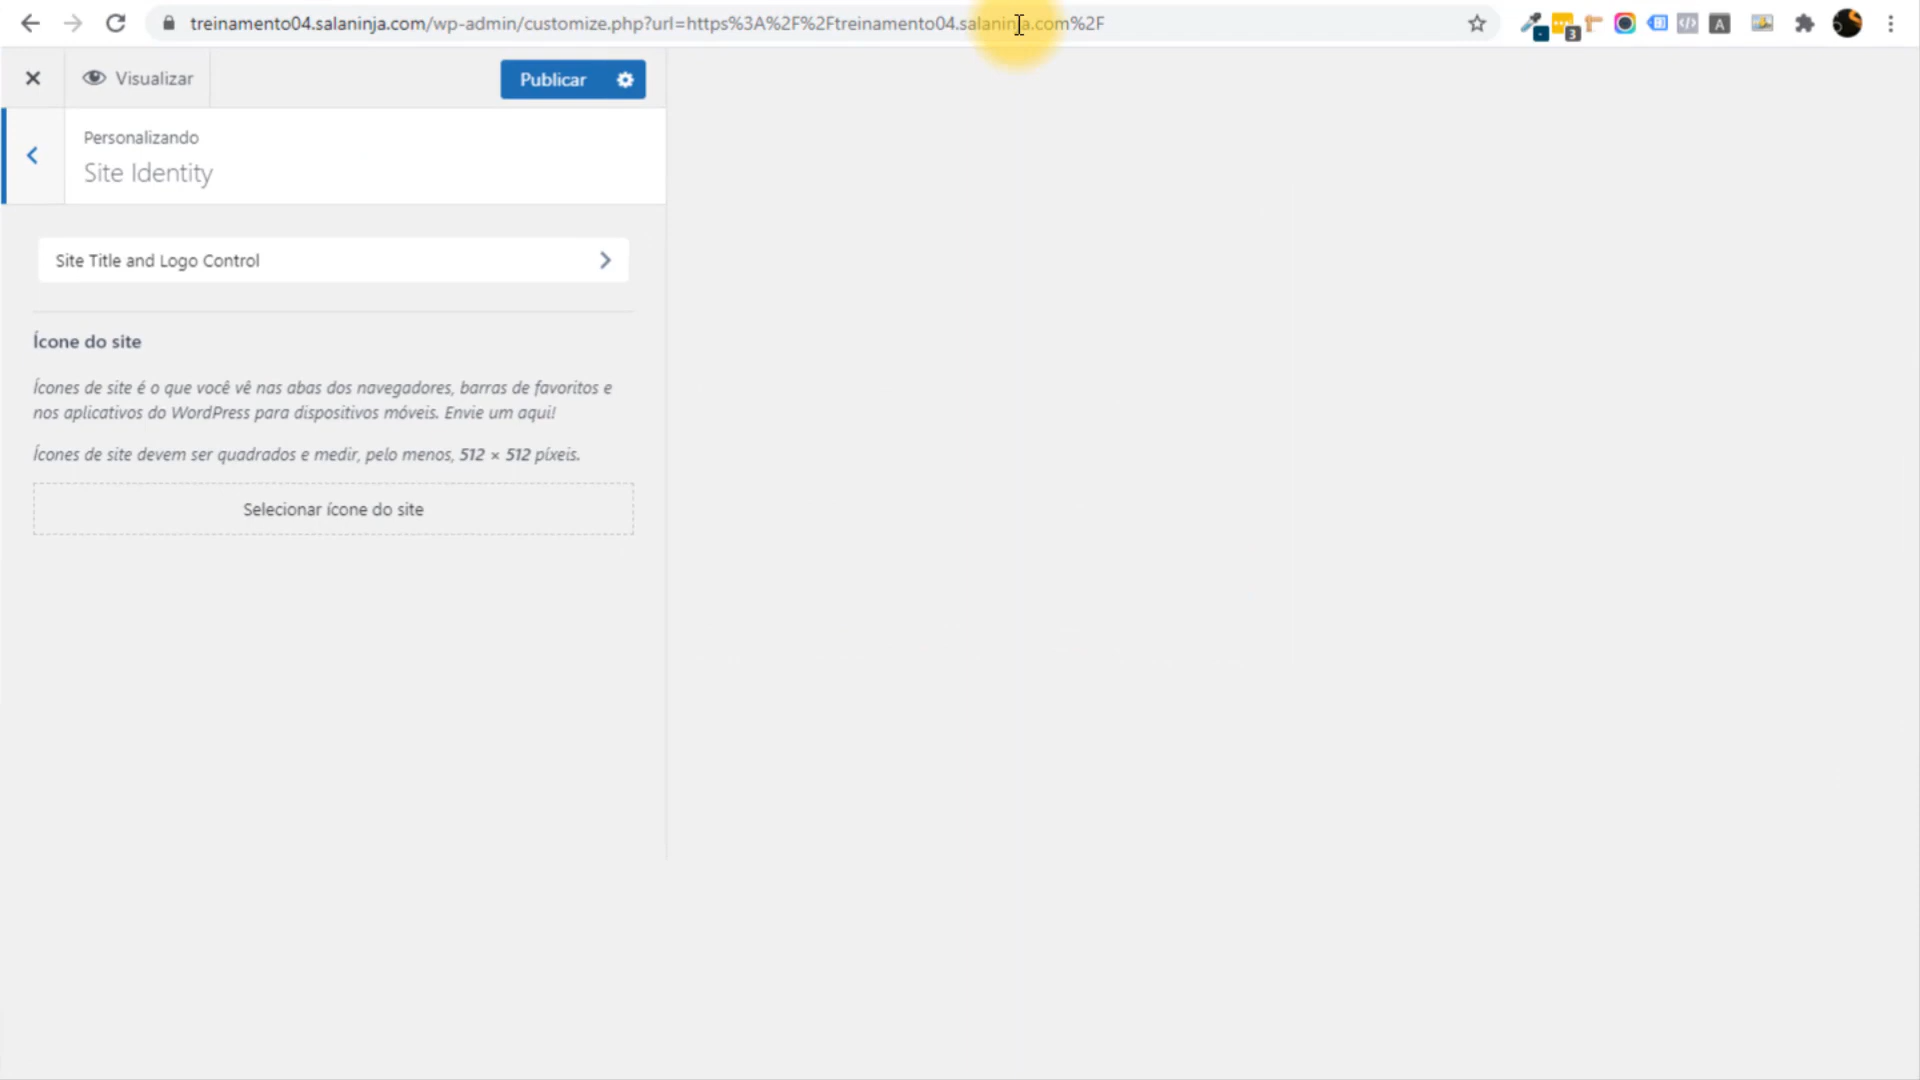 treinamento04.salaninja.com/wp-admin/customize.php?url=https%3A%2F%2Ftreinamento04.salaninja.com%2F
3
A
Visualizar
Publicar
Personalizando
Site Identity
Site Title and Logo Control
Ícone do site
Ícones de site é o que você vê nas abas dos navegadores, barras de favoritos e
nos aplicativos do WordPress para dispositivos móveis. Envie um aqui!
Ícones de site devem ser quadrados e medir, pelo menos, 512 × 512 píxeis.
Selecionar ícone do site